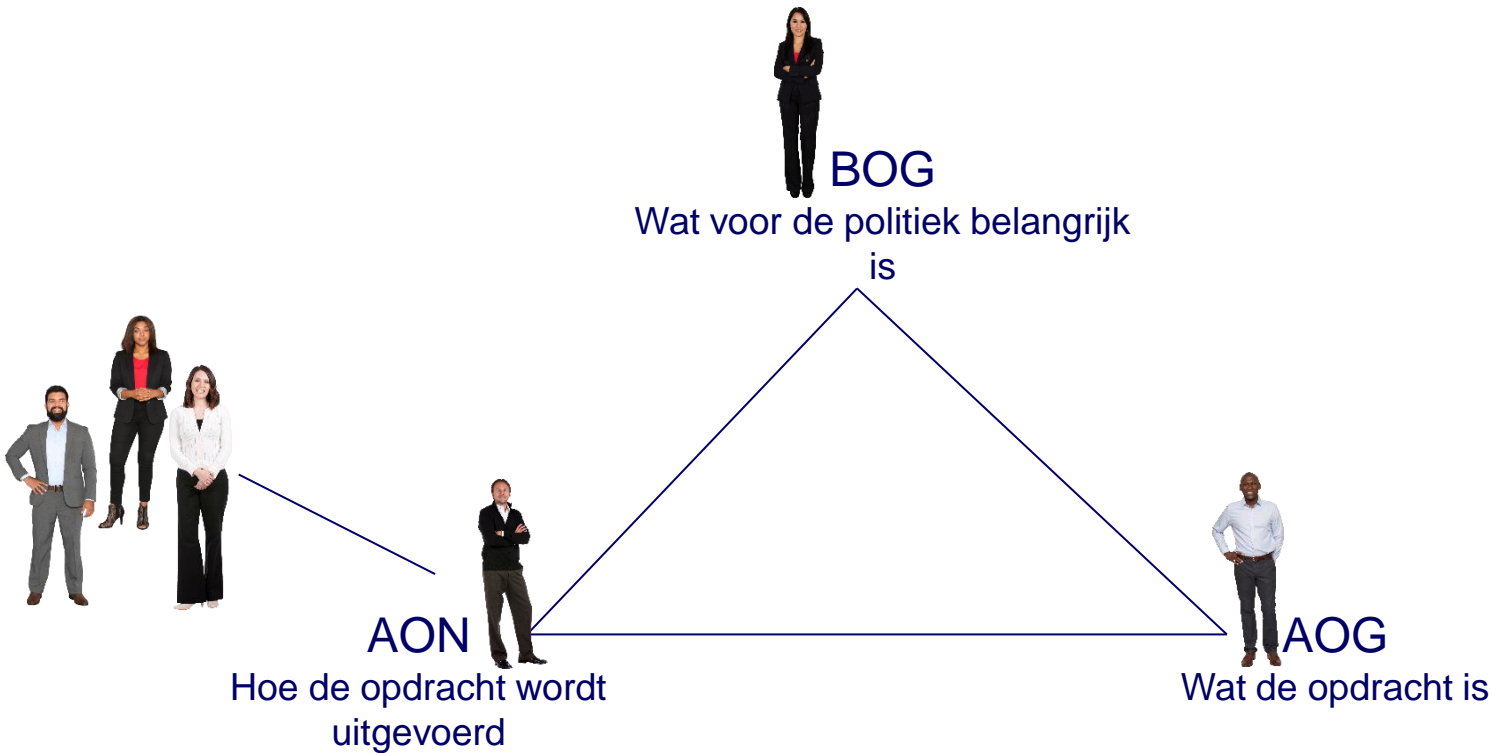 BOG
Wat voor de politiek belangrijk
is
AON
Hoe de opdracht wordt
uitgevoerd
AOG
Wat de opdracht is